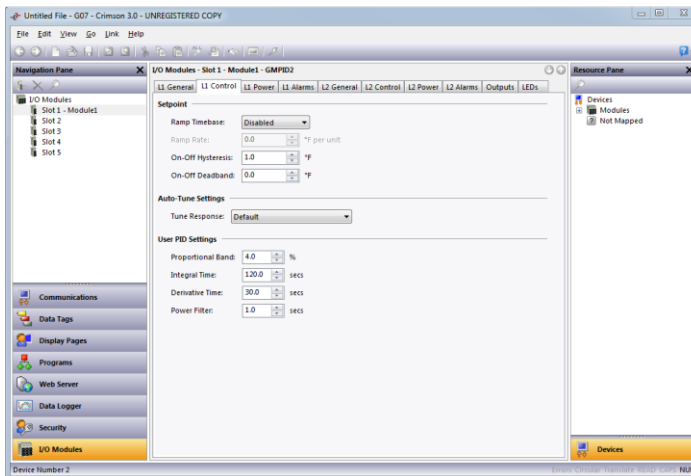 Untitled File - G07 - Crimson 3.0 - UNREGISTERED COPY
File Edit View Go Link Help
Navigation Pane
I/O Modules
Slot 1 - Module1
Slot 2
Slot 3
Slot 4
Slot 5
Communications
Data Tags
Display Pages
Programs
Web Server
Data Logger
Security
I/O Modules
I/O Modules - Slot 1 - Module1 - GMPID2
L1 General L1 Control L1 Power L1 Alarms L2 General L2 Control L2 Power L2 Alarms Outputs LEDs
Setpoint
Ramp Timebase: Disabled
Ramp Rate: 0.0 °F per unit
On-Off Hysteresis: 1.0 °F
On-Off Deadband: 0.0 °F
Auto-Tune Settings
Tune Response: Default
User PID Settings
Proportional Band: 4.0 %
Integral Time: 120.0 secs
Derivative Time: 30.0 secs
Power Filter: 1.0 secs
Resource Pane
Devices
Modules
Not Mapped
Devices
Device Number 2
Errors Circular Translate READ CAPS NU